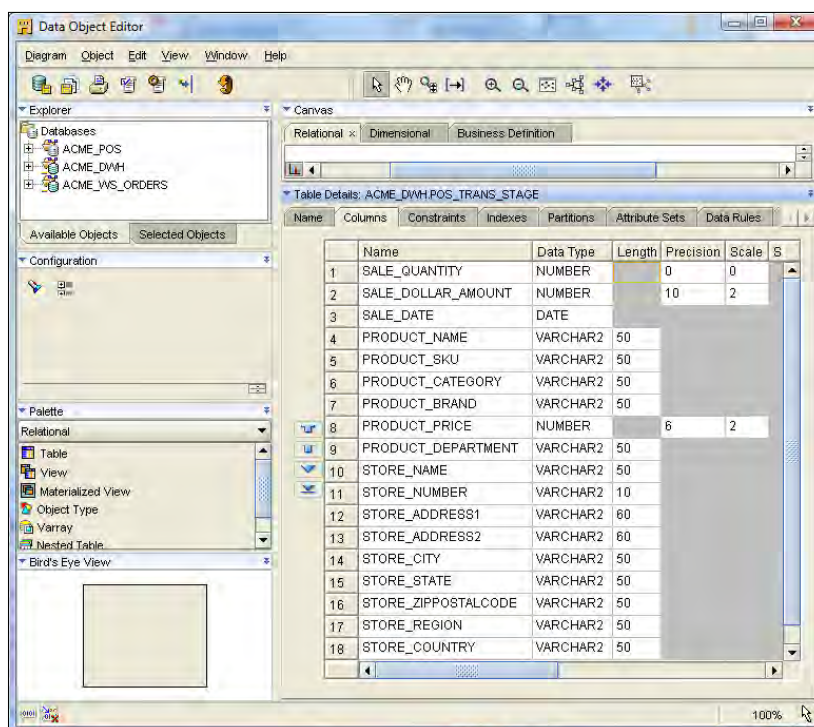 Data Object Editor
Diagram Object Edit View Window Help
Explorer
Databases
ACME_POS
ACME_DWH
ACME_WS_ORDERS
Available Objects Selected Objects
Configuration
Palette
Relational
Table
View
Materialized View
Object Type
Varray
Nested Table
Bird's Eye View
Canvas
Relational × Dimensional Business Definition
Table Details: ACME_DWH.POS_TRANS_STAGE
Name Columns Constraints Indexes Partitions Attribute Sets Data Rules
Name Data Type Length Precision Scale S
1 SALE_QUANTITY NUMBER 0 0
2 SALE_DOLLAR_AMOUNT NUMBER 10 2
3 SALE_DATE DATE
4 PRODUCT_NAME VARCHAR2 50
5 PRODUCT_SKU VARCHAR2 50
6 PRODUCT_CATEGORY VARCHAR2 50
7 PRODUCT_BRAND VARCHAR2 50
8 PRODUCT_PRICE NUMBER 6 2
9 PRODUCT_DEPARTMENT VARCHAR2 50
10 STORE_NAME VARCHAR2 50
11 STORE_NUMBER VARCHAR2 10
12 STORE_ADDRESS1 VARCHAR2 60
13 STORE_ADDRESS2 VARCHAR2 60
14 STORE_CITY VARCHAR2 50
15 STORE_STATE VARCHAR2 50
16 STORE_ZIPPOSTALCODE VARCHAR2 50
17 STORE_REGION VARCHAR2 50
18 STORE_COUNTRY VARCHAR2 50
100%